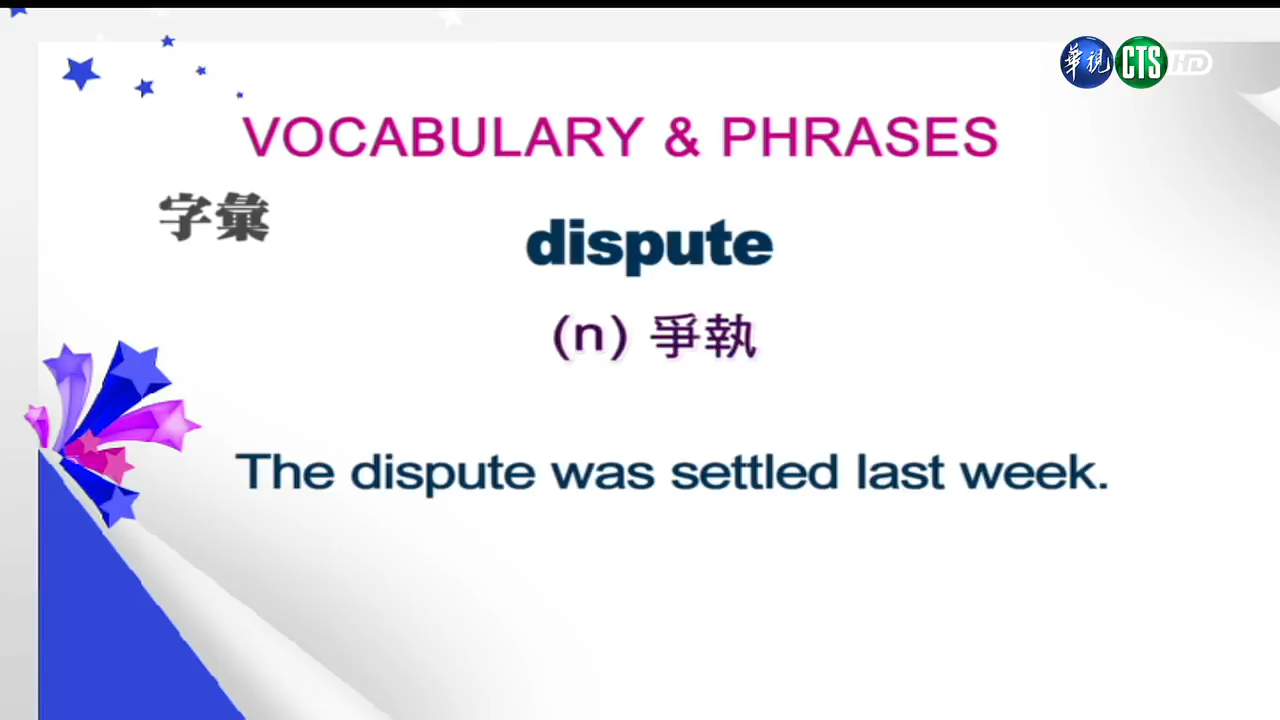 華視 CTS HD
VOCABULARY & PHRASES
字彙
dispute
(n) 爭執
The dispute was settled last week.